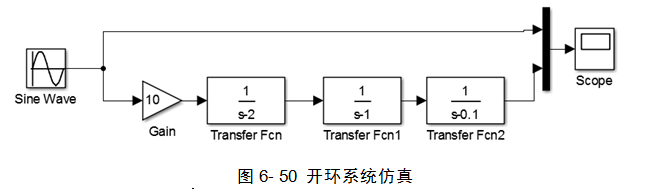 Sine Wave
10
Gain
1
s-2
Transfer Fcn
1
s-1
Transfer Fcn1
1
s-0.1
Transfer Fcn2
Scope
图 6- 50 开环系统仿真